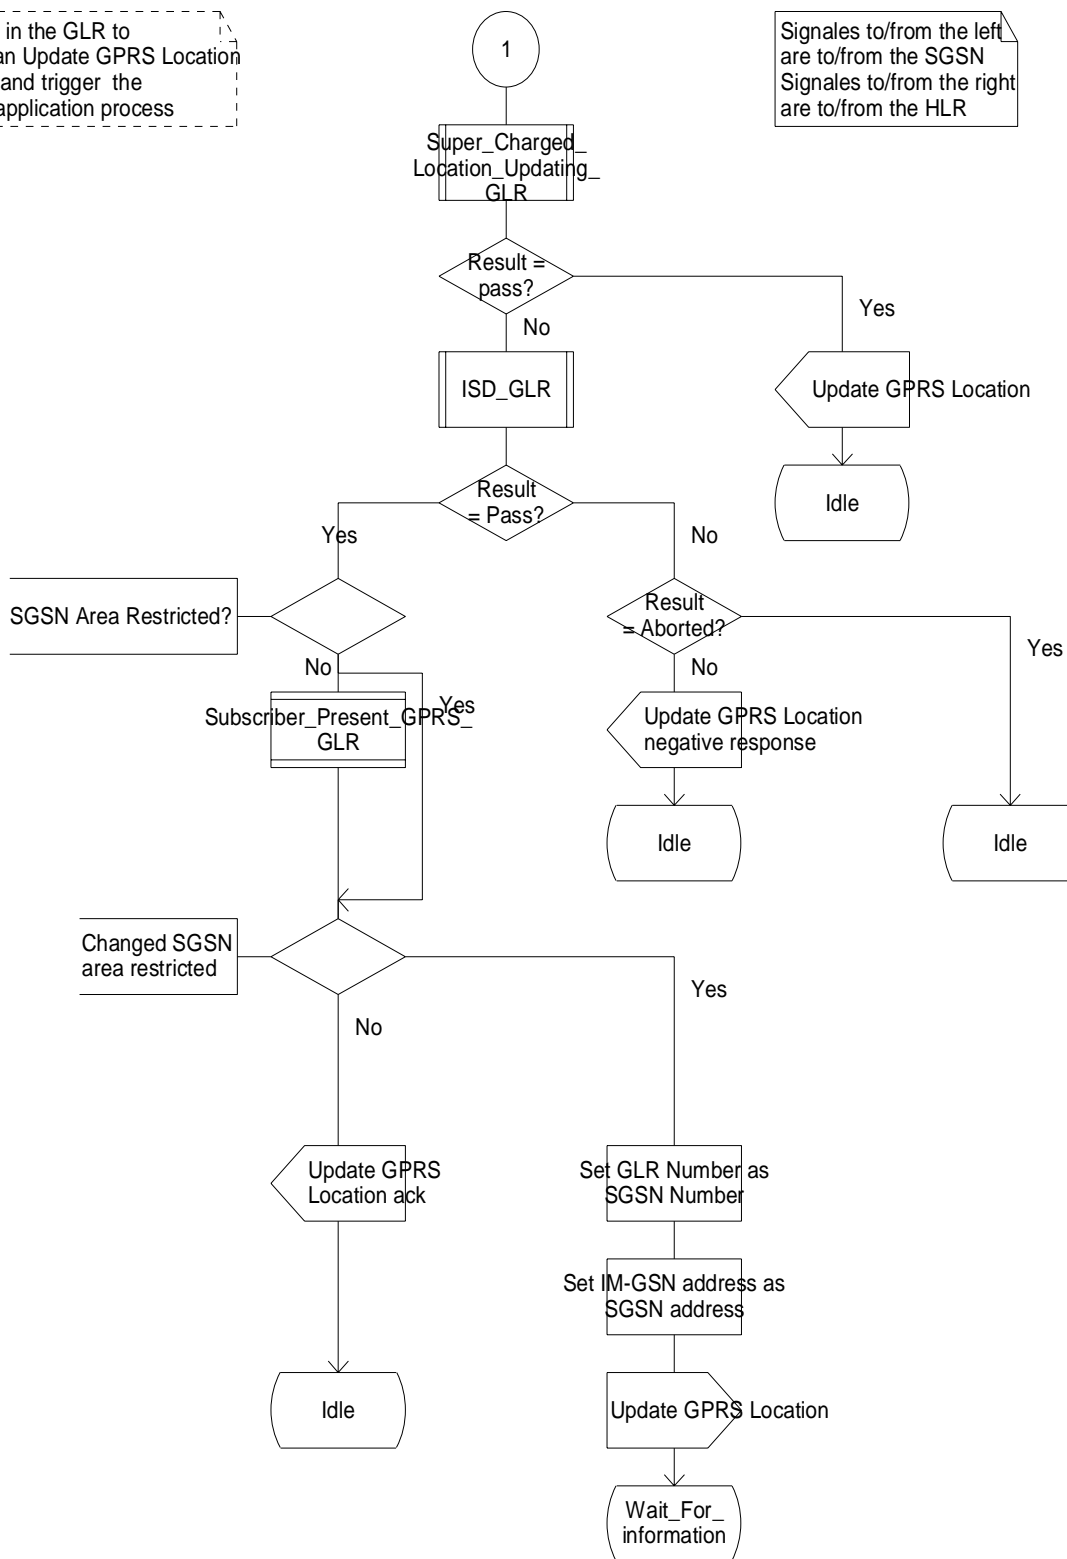 in the GLR to
an Update GPRS Location
and trigger the
application process
1
Signales to/from the left
are to/from the SGSN
Signales to/from the right
are to/from the HLR
Super_Charged_
Location_Updating_
GLR
Result =
pass?
Yes
No
ISD_GLR
Update GPRS Location
Idle
Result
= Pass?
Yes
No
SGSN Area Restricted?
Result
= Aborted?
Yes
No
No
Yes
Subscriber_Present_GPRS_
GLR
Update GPRS Location
negative response
Idle
Idle
Changed SGSN
area restricted
Yes
No
Update GPRS
Location ack
Set GLR Number as
SGSN Number
Set IM-GSN address as
SGSN address
Idle
Update GPRS Location
Wait_For_
information